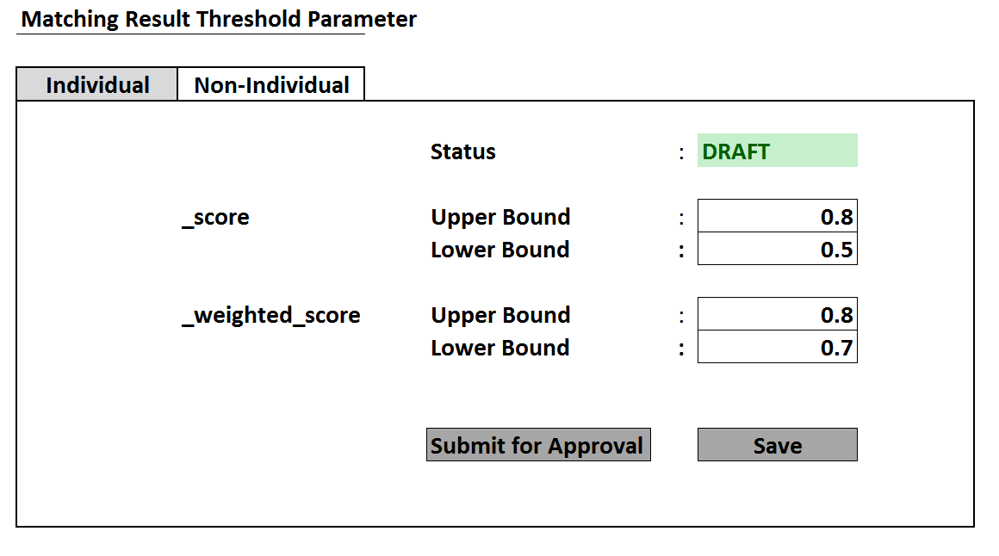 Matching Result Threshold Parameter
Individual Non-Individual
Status : DRAFT
_score Upper Bound : 0.8
Lower Bound : 0.5
_weighted_score Upper Bound : 0.8
Lower Bound : 0.7
Submit for Approval Save